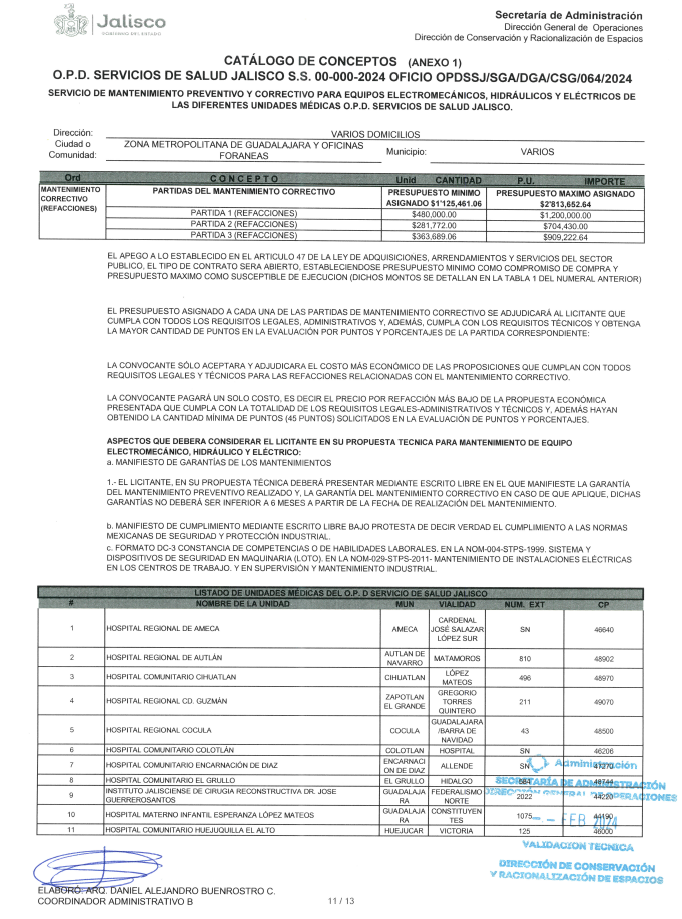 Jalisco
GOBIERNO DEL ESTADO
Secretaría de Administración
Dirección General de Operaciones
Dirección de Conservación y Racionalización de Espacios
CATÁLOGO DE CONCEPTOS (ANEXO 1)
O.P.D. SERVICIOS DE SALUD JALISCO S.S. 00-000-2024 OFICIO OPDSSJ/SGA/DGA/CSG/064/2024
SERVICIO DE MANTENIMIENTO PREVENTIVO Y CORRECTIVO PARA EQUIPOS ELECTROMECÁNICOS, HIDRÁULICOS Y ELÉCTRICOS DE
LAS DIFERENTES UNIDADES MÉDICAS O.P.D. SERVICIOS DE SALUD JALISCO.
Dirección: VARIOS DOMICILIOS
Ciudad o Comunidad: ZONA METROPOLITANA DE GUADALAJARA Y OFICINAS FORANEAS Municipio: VARIOS
Ord CONCEPTO Unid CANTIDAD P.U. IMPORTE
MANTENIMIENTO CORRECTIVO (REFACCIONES) PARTIDAS DEL MANTENIMIENTO CORRECTIVO PRESUPUESTO MINIMO ASIGNADO $1'125,461.06 PRESUPUESTO MAXIMO ASIGNADO $2'813,652.64
PARTIDA 1 (REFACCIONES) $480,000.00 $1,200,000.00
PARTIDA 2 (REFACCIONES) $281,772.00 $704,430.00
PARTIDA 3 (REFACCIONES) $363,689.06 $909,222.64
EL APEGO A LO ESTABLECIDO EN EL ARTICULO 47 DE LA LEY DE ADQUISICIONES, ARRENDAMIENTOS Y SERVICIOS DEL SECTOR
PUBLICO, EL TIPO DE CONTRATO SERA ABIERTO, ESTABLECIENDOSE PRESUPUESTO MINIMO COMO COMPROMISO DE COMPRA Y
PRESUPUESTO MAXIMO COMO SUSCEPTIBLE DE EJECUCION (DICHOS MONTOS SE DETALLAN EN LA TABLA 1 DEL NUMERAL ANTERIOR)
EL PRESUPUESTO ASIGNADO A CADA UNA DE LAS PARTIDAS DE MANTENIMIENTO CORRECTIVO SE ADJUDICARÁ AL LICITANTE QUE
CUMPLA CON TODOS LOS REQUISITOS LEGALES, ADMINISTRATIVOS Y, ADEMÁS, CUMPLA CON LOS REQUISITOS TÉCNICOS Y OBTENGA
LA MAYOR CANTIDAD DE PUNTOS EN LA EVALUACIÓN POR PUNTOS Y PORCENTAJES DE LA PARTIDA CORRESPONDIENTE:
LA CONVOCANTE SÓLO ACEPTARA Y ADJUDICARA EL COSTO MÁS ECONÓMICO DE LAS PROPOSICIONES QUE CUMPLAN CON TODOS
REQUISITOS LEGALES Y TÉCNICOS PARA LAS REFACCIONES RELACIONADAS CON EL MANTENIMIENTO CORRECTIVO.
LA CONVOCANTE PAGARÁ UN SOLO COSTO, ES DECIR EL PRECIO POR REFACCIÓN MÁS BAJO DE LA PROPUESTA ECONÓMICA
PRESENTADA QUE CUMPLA CON LA TOTALIDAD DE LOS REQUISITOS LEGALES-ADMINISTRATIVOS Y TÉCNICOS Y, ADEMÁS HAYAN
OBTENIDO LA CANTIDAD MÍNIMA DE PUNTOS (45 PUNTOS) SOLICITADOS EN LA EVALUACIÓN DE PUNTOS Y PORCENTAJES.
ASPECTOS QUE DEBERA CONSIDERAR EL LICITANTE EN SU PROPUESTA TECNICA PARA MANTENIMIENTO DE EQUIPO
ELECTROMECÁNICO, HIDRÁULICO Y ELÉCTRICO:
a. MANIFIESTO DE GARANTÍAS DE LOS MANTENIMIENTOS
1.- EL LICITANTE, EN SU PROPUESTA TÉCNICA DEBERÁ PRESENTAR MEDIANTE ESCRITO LIBRE EN EL QUE MANIFIESTE LA GARANTÍA
DEL MANTENIMIENTO PREVENTIVO REALIZADO Y, LA GARANTÍA DEL MANTENIMIENTO CORRECTIVO EN CASO DE QUE APLIQUE, DICHAS
GARANTÍAS NO DEBERÁ SER INFERIOR A 6 MESES A PARTIR DE LA FECHA DE REALIZACIÓN DEL MANTENIMIENTO.
b. MANIFIESTO DE CUMPLIMIENTO MEDIANTE ESCRITO LIBRE BAJO PROTESTA DE DECIR VERDAD EL CUMPLIMIENTO A LAS NORMAS
MEXICANAS DE SEGURIDAD Y PROTECCIÓN INDUSTRIAL.
c. FORMATO DC-3 CONSTANCIA DE COMPETENCIAS O DE HABILIDADES LABORALES. EN LA NOM-004-STPS-1999. SISTEMA Y
DISPOSITIVOS DE SEGURIDAD EN MAQUINARIA (LOTO). EN LA NOM-029-STPS-2011- MANTENIMIENTO DE INSTALACIONES ELÉCTRICAS
EN LOS CENTROS DE TRABAJO. Y EN SUPERVISIÓN Y MANTENIMIENTO INDUSTRIAL.
LISTADO DE UNIDADES MÉDICAS DEL O.P. D SERVICIO DE SALUD JALISCO
# NOMBRE DE LA UNIDAD MUN VIALIDAD NUM. EXT CP
1 HOSPITAL REGIONAL DE AMECA AMECA CARDENAL JOSÉ SALAZAR LÓPEZ SUR SN 46640
2 HOSPITAL REGIONAL DE AUTLÁN AUTLAN DE NAVARRO MATAMOROS 810 48902
3 HOSPITAL COMUNITARIO CIHUATLAN CIHUATLAN LÓPEZ MATEOS 496 48970
4 HOSPITAL REGIONAL CD. GUZMÁN ZAPOTLAN EL GRANDE GREGORIO TORRES QUINTERO 211 49070
5 HOSPITAL REGIONAL COCULA COCULA GUADALAJARA /BARRA DE NAVIDAD 43 48500
6 HOSPITAL COMUNITARIO COLOTLÁN COLOTLAN HOSPITAL SN 46206
7 HOSPITAL COMUNITARIO ENCARNACIÓN DE DIAZ ENCARNACI ON DE DIAZ ALLENDE SN 47270
8 HOSPITAL COMUNITARIO EL GRULLO EL GRULLO HIDALGO
9 INSTITUTO JALISCIENSE DE CIRUGIA RECONSTRUCTIVA DR. JOSE GUERREROSANTOS GUADALAJA RA FEDERALISMO NORTE 2022 44220
10 HOSPITAL MATERNO INFANTIL ESPERANZA LÓPEZ MATEOS GUADALAJA RA CONSTITUYEN TES 1075 44190
11 HOSPITAL COMUNITARIO HUEJUQUILLA EL ALTO HUEJUCAR VICTORIA 125 46000
Administración
SECRETARÍA DE ADMINISTRACIÓN
DIRECCIÓN GENERAL DE OPERACIONES
FEB 2024
VALIDACION TECNICA
DIRECCIÓN DE CONSERVACIÓN
Y RACIONALIZACIÓN DE ESPACIOS
ELABORÓ: ARQ. DANIEL ALEJANDRO BUENROSTRO C.
COORDINADOR ADMINISTRATIVO B
11 / 13